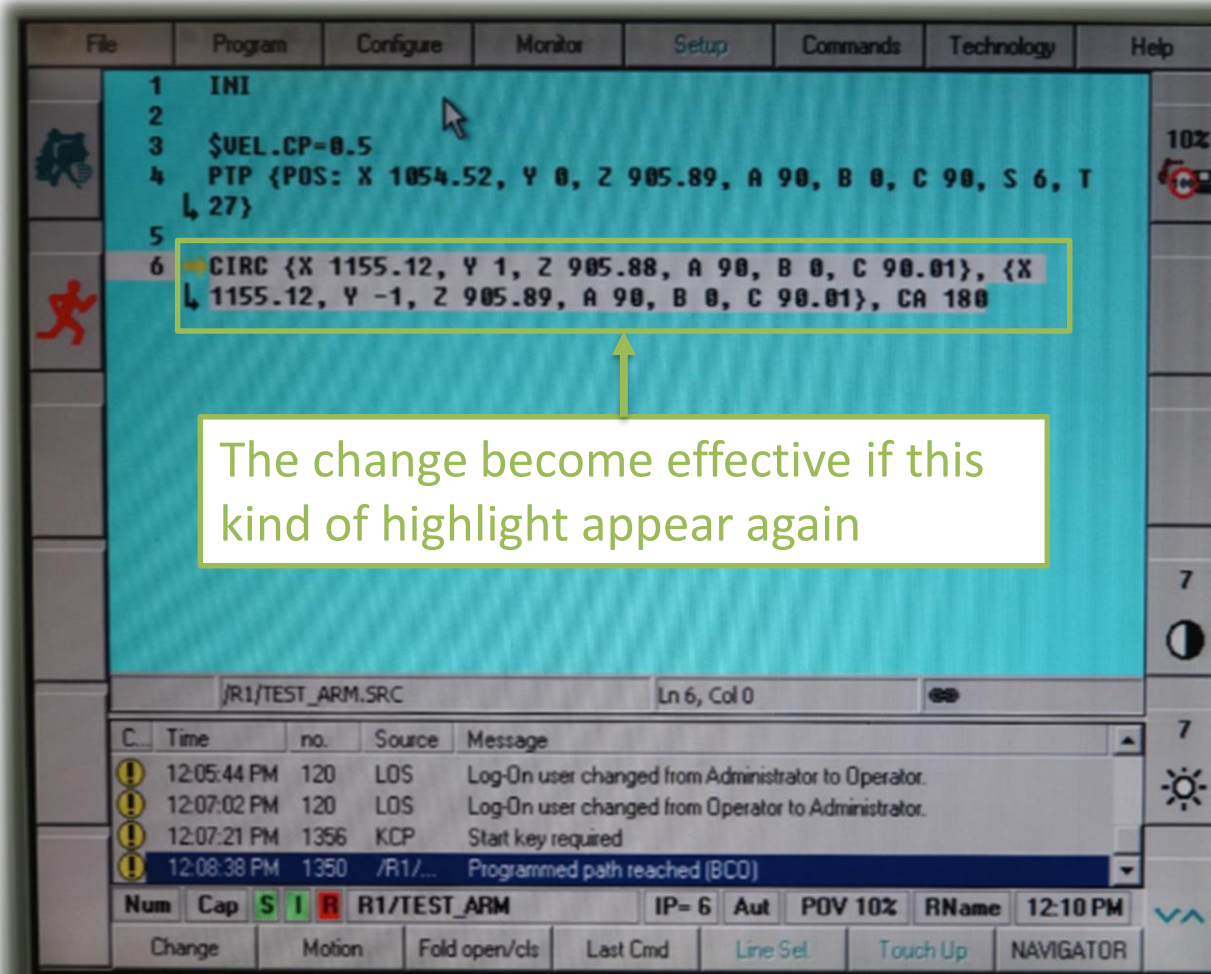 File Program Configure Monitor Setup Commands Technology Help
1 INI
2
3 $VEL.CP=0.5
4 PTP {POS: X 1054.52, Y 0, Z 905.89, A 90, B 0, C 90, S 6, T
27}
5
6 CIRC {X 1155.12, Y 1, Z 905.88, A 90, B 0, C 90.01}, {X
1155.12, Y -1, Z 905.89, A 90, B 0, C 90.01}, CA 180
10%
100
The change become effective if this
kind of highlight appear again
7
/R1/TEST_ARM.SRC Ln 6, Col 0
7
C... Time no. Source Message
12:05:44 PM 120 LOS Log-On user changed from Administrator to Operator.
12:07:02 PM 120 LOS Log-On user changed from Operator to Administrator.
12:07:21 PM 1356 KCP Start key required
12:08:38 PM 1350 /R1/... Programmed path reached (BCO)
Num Cap S I R R1/TEST_ARM IP= 6 Aut POV 10% RName 12:10 PM
Change Motion Fold open/cls Last Cmd Line Sel. Touch Up NAVIGATOR